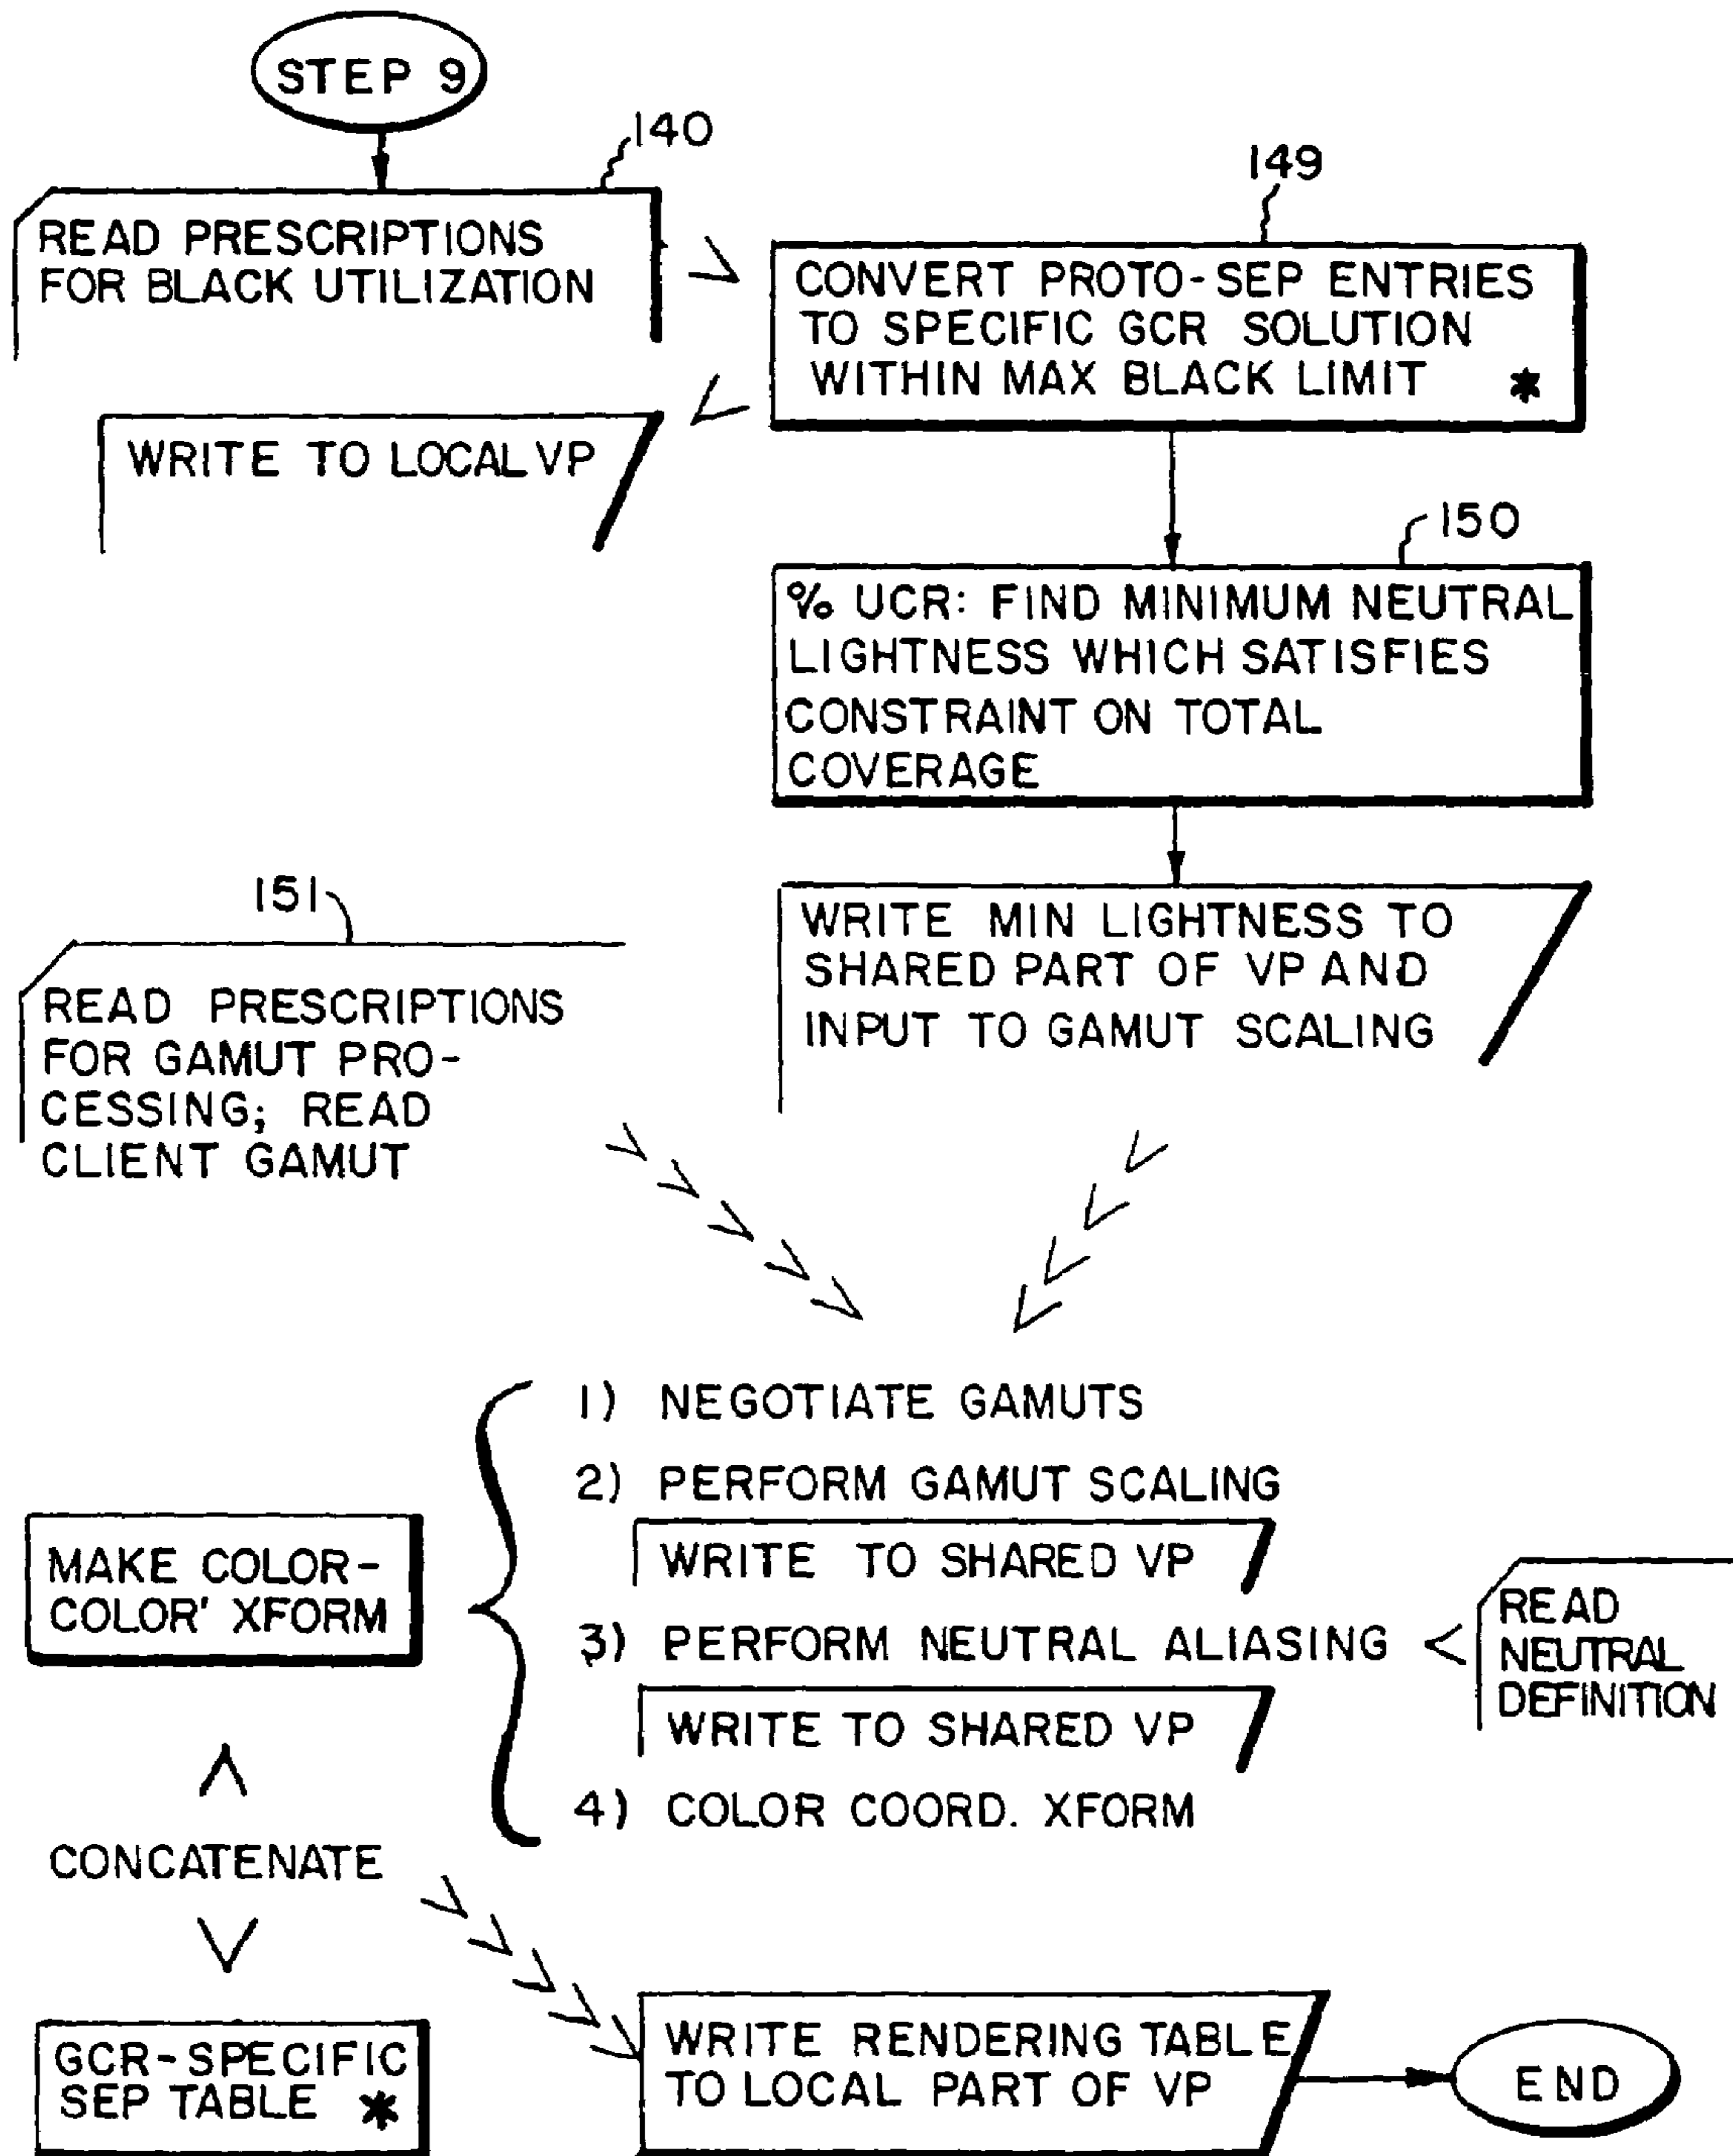 STEP 9
140
READ PRESCRIPTIONS
FOR BLACK UTILIZATION
149
CONVERT PROTO-SEP ENTRIES
TO SPECIFIC GCR SOLUTION
WITHIN MAX BLACK LIMIT *
WRITE TO LOCAL VP
150
% UCR: FIND MINIMUM NEUTRAL
LIGHTNESS WHICH SATISFIES
CONSTRAINT ON TOTAL
COVERAGE
WRITE MIN LIGHTNESS TO
SHARED PART OF VP AND
INPUT TO GAMUT SCALING
151
READ PRESCRIPTIONS
FOR GAMUT PRO-
CESSING; READ
CLIENT GAMUT
1) NEGOTIATE GAMUTS
2) PERFORM GAMUT SCALING
WRITE TO SHARED VP
3) PERFORM NEUTRAL ALIASING
READ
NEUTRAL
DEFINITION
WRITE TO SHARED VP
4) COLOR COORD. XFORM
MAKE COLOR-
COLOR' XFORM
CONCATENATE
GCR-SPECIFIC
SEP TABLE *
WRITE RENDERING TABLE
TO LOCAL PART OF VP
END